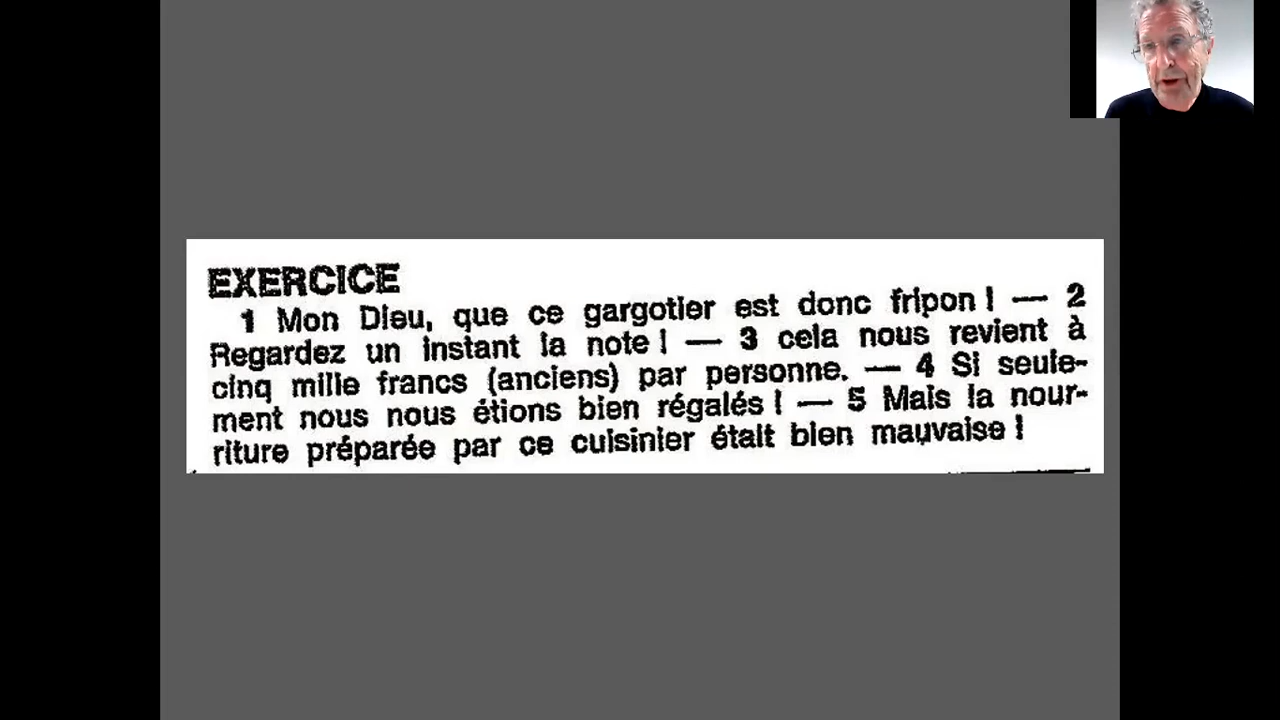 EXERCICE
1 Mon Dieu, que ce gargotier est donc fripon ! — 2
Regardez un instant la note ! — 3 cela nous revient à
cinq mille francs (anciens) par personne. — 4 Si seule-
ment nous nous étions bien régalés ! — 5 Mais la nour-
riture préparée par ce cuisinier était bien mauvaise !